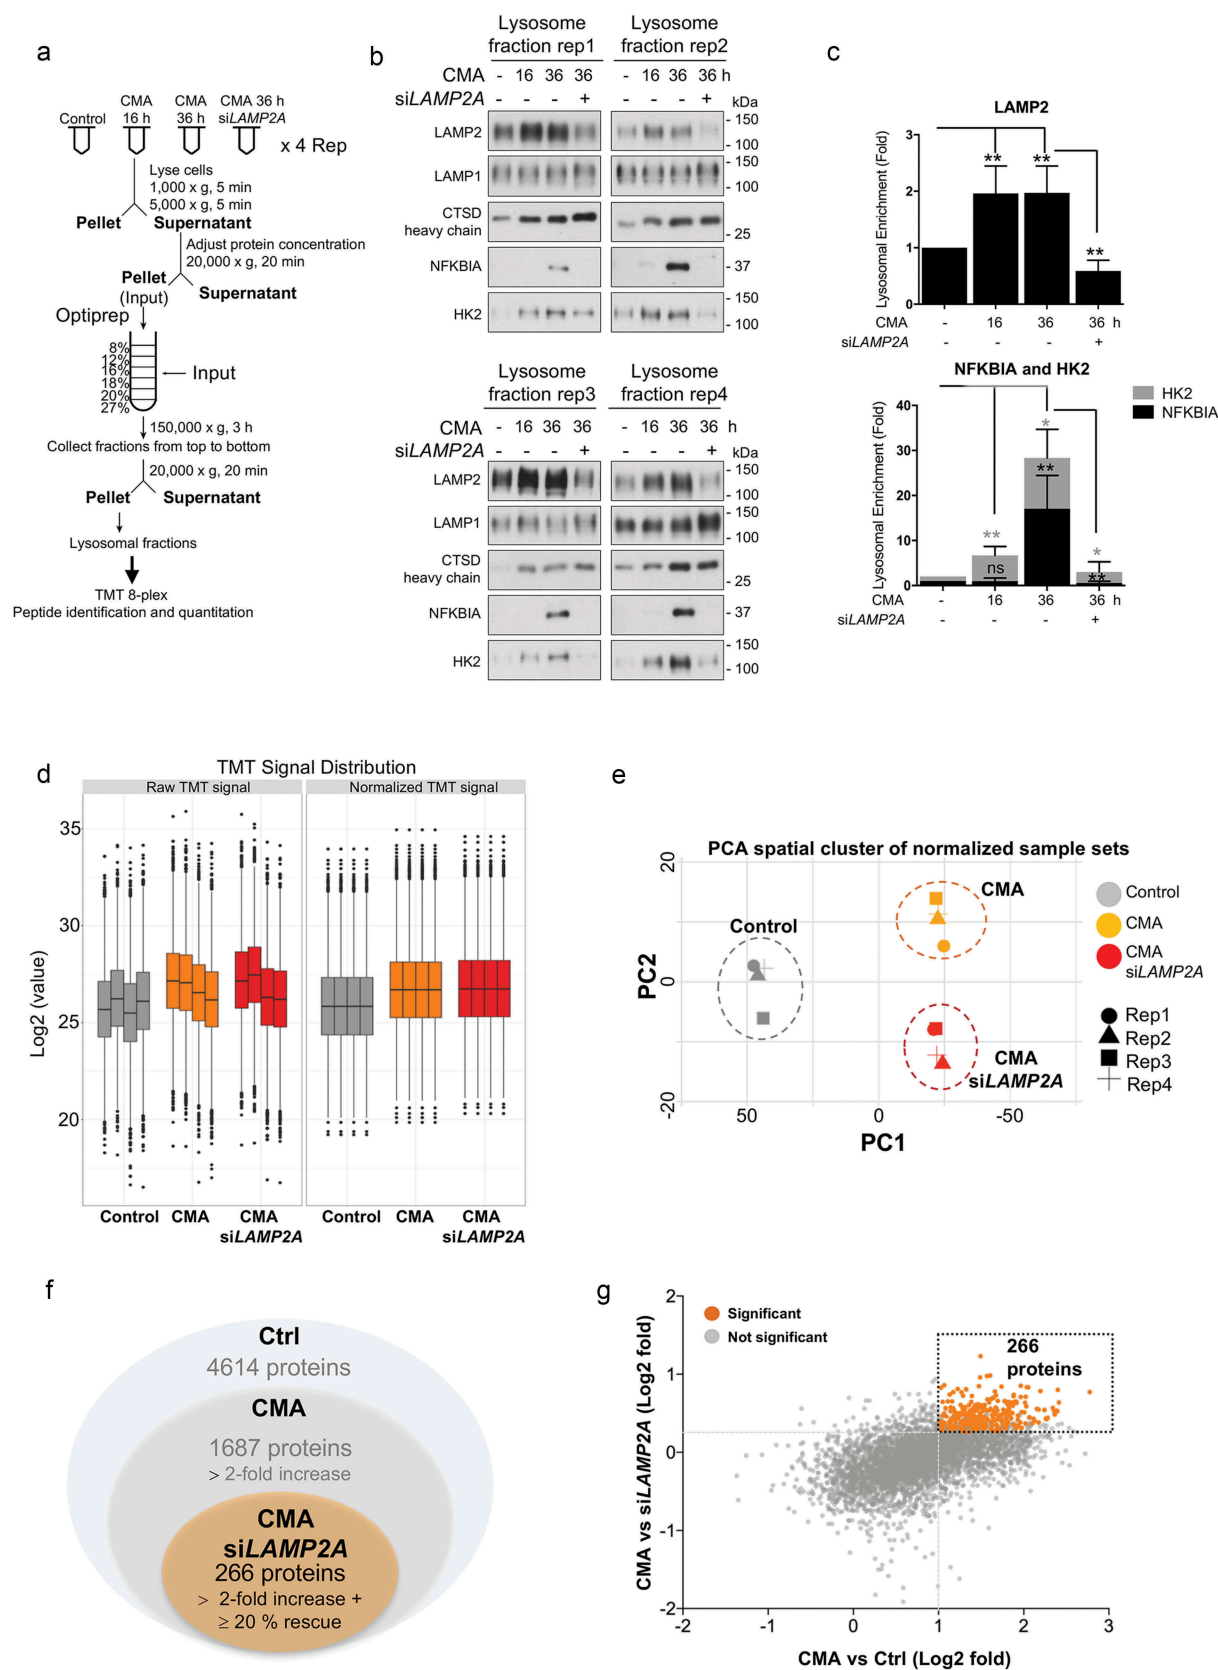 a
Control
CMA
16 h
CMA
36 h
CMA 36 h
siLAMP2A
x 4 Rep
Lyse cells
1,000 x g, 5 min
5,000 x g, 5 min
Pellet
Supernatant
Adjust protein concentration
20,000 x g, 20 min
Pellet
(Input)
Supernatant
Optiprep
8%
12%
16%
18%
20%
27%
Input
150,000 x g, 3 h
Collect fractions from top to bottom
20,000 x g, 20 min
Pellet
Supernatant
Lysosomal fractions
TMT 8-plex
Peptide identification and quantitation
b
Lysosome
fraction rep1
Lysosome
fraction rep2
CMA - 16 36 36 - 16 36 36 h
siLAMP2A - - - + - - - +
kDa
LAMP2
- 150
- 100
LAMP1
- 150
- 100
CTSD
heavy chain
- 25
NFKBIA
- 37
HK2
- 150
- 100
Lysosome
fraction rep3
Lysosome
fraction rep4
CMA - 16 36 36 - 16 36 36 h
siLAMP2A - - - + - - - +
kDa
LAMP2
- 150
- 100
LAMP1
- 150
- 100
CTSD
heavy chain
- 25
NFKBIA
- 37
HK2
- 150
- 100
c
LAMP2
Lysosomal Enrichment (Fold)
3
2
1
0
** ** **
CMA - 16 36 36 h
siLAMP2A - - - +
NFKBIA and HK2
HK2
NFKBIA
Lysosomal Enrichment (Fold)
40
30
20
10
0
**
ns
*
**
*
**
CMA - 16 36 36 h
siLAMP2A - - - +
d
TMT Signal Distribution
Raw TMT signal
Normalized TMT signal
Log2 (value)
35
30
25
20
Control CMA CMA siLAMP2A
Control CMA CMA siLAMP2A
e
PCA spatial cluster of normalized sample sets
PC2
20
0
-20
Control
CMA
CMA
siLAMP2A
50 0 -50
PC1
Control
CMA
CMA
siLAMP2A
Rep1
Rep2
Rep3
Rep4
f
Ctrl
4614 proteins
CMA
1687 proteins
> 2-fold increase
CMA
siLAMP2A
266 proteins
> 2-fold increase +
≥ 20 % rescue
g
CMA vs siLAMP2A (Log2 fold)
2
1
0
-1
-2
Significant
Not significant
266
proteins
-2 -1 0 1 2 3
CMA vs Ctrl (Log2 fold)